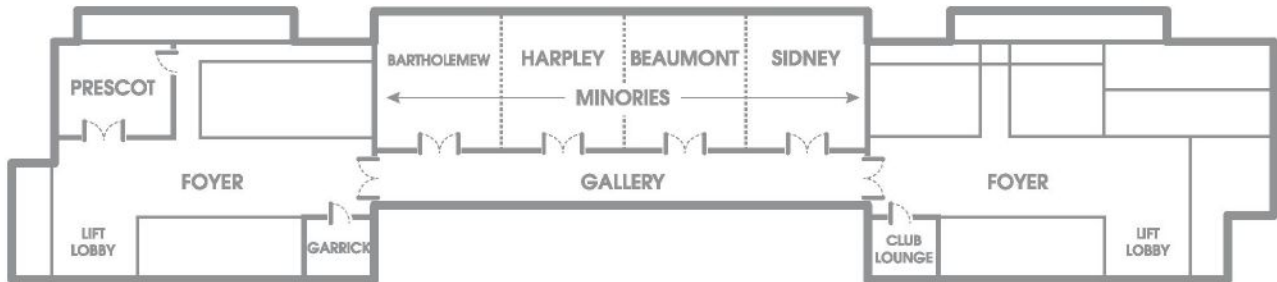 BARTHOLEMEW
HARPLEY
BEAUMONT
SIDNEY
PRESCOT
MINORIES
FOYER
GALLERY
FOYER
LIFT
LOBBY
GARRICK
CLUB
LOUNGE
LIFT
LOBBY